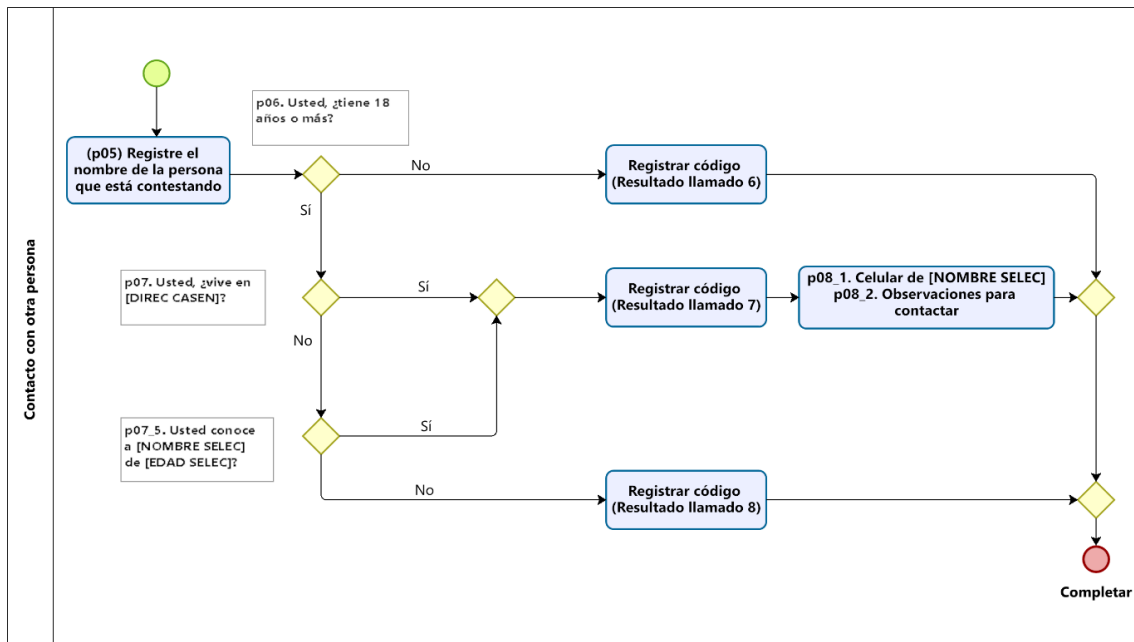 Contacto con otra persona
p06. Usted, ¿tiene 18
años o más?
(p05) Registre el
nombre de la persona
que está contestando
No
Registrar código
(Resultado llamado 6)
Sí
p07. Usted, ¿vive en
[DIREC CASEN]?
Sí
Registrar código
(Resultado llamado 7)
p08_1. Celular de [NOMBRE SELEC]
p08_2. Observaciones para
contactar
No
p07_5. Usted conoce
a [NOMBRE SELEC]
de [EDAD SELEC]?
Sí
No
Registrar código
(Resultado llamado 8)
Completar